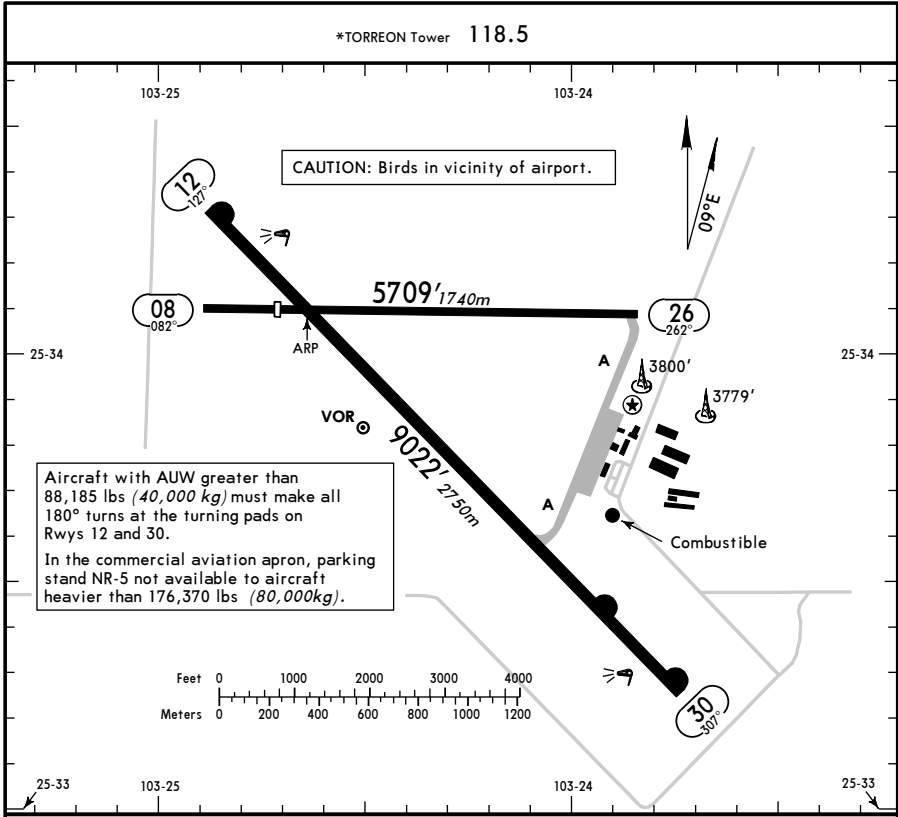 *TORREON Tower 118.5
103-25
103-24
CAUTION: Birds in vicinity of airport.
12
127°
09°E
5709' 1740m
08
082°
26
262°
ARP
25-34
25-34
A
3800'
3779'
VOR
9022' 2750m
Aircraft with AUW greater than
88,185 lbs (40,000 kg) must make all
180° turns at the turning pads on
Rwys 12 and 30.
In the commercial aviation apron, parking
stand NR-5 not available to aircraft
heavier than 176,370 lbs (80,000kg).
A
Combustible
Feet 0 1000 2000 3000 4000
Meters 0 200 400 600 800 1000 1200
30
307°
25-33
103-25
103-24
25-33